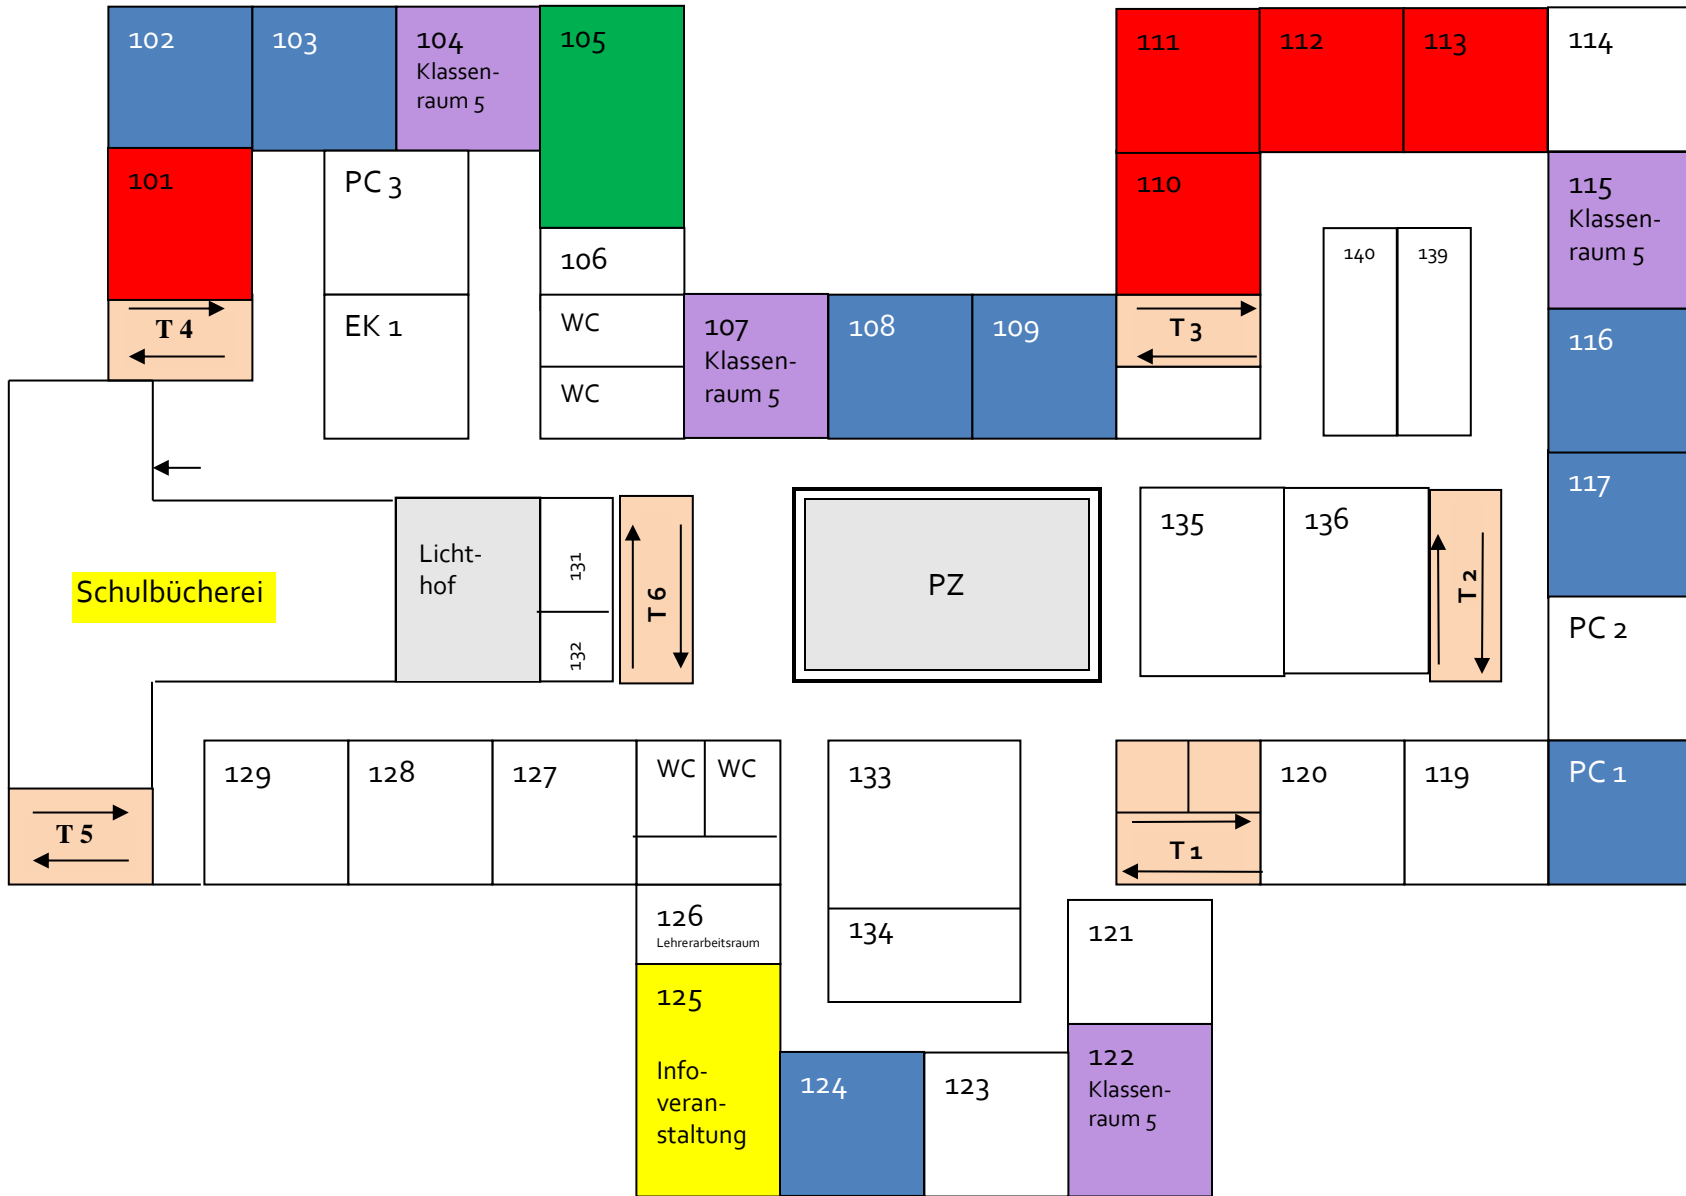 102
103
104
Klassen-
raum 5
105
111
112
113
114
101
PC 3
110
115
Klassen-
raum 5
106
140
139
T 4
EK 1
WC
107
Klassen-
raum 5
108
109
T 3
116
WC
117
Schulbücherei
Licht-
hof
131
132
T 6
PZ
135
136
T 2
PC 2
129
128
127
WC
WC
133
120
119
PC 1
T 5
T 1
126
Lehrerarbeitsraum
134
121
125
Info-
veran-
staltung
124
123
122
Klassen-
raum 5